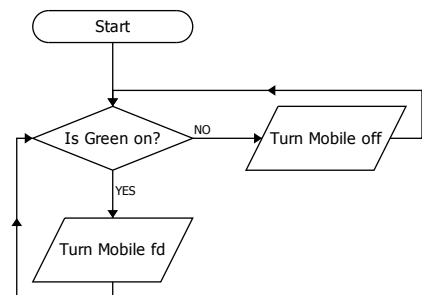 Start
Is Green on?
NO
Turn Mobile off
YES
Turn Mobile fd